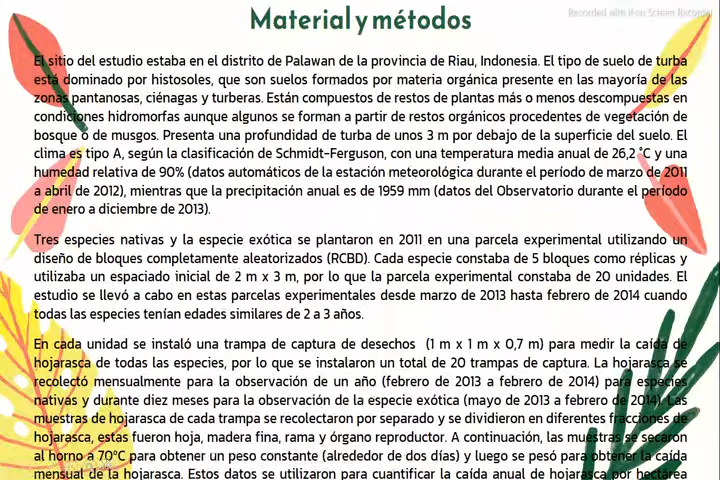 Material y métodos
Recorded with iFun Screen Recorder
El sitio del estudio estaba en el distrito de Palawan de la provincia de Riau, Indonesia. El tipo de suelo de turba
está dominado por histosoles, que son suelos formados por materia orgánica presente en las mayoría de las
zonas pantanosas, ciénagas y turberas. Están compuestos de restos de plantas más o menos descompuestas en
condiciones hidromorfas aunque algunos se forman a partir de restos orgánicos procedentes de vegetación de
bosque o de musgos. Presenta una profundidad de turba de unos 3 m por debajo de la superficie del suelo. El
clima es tipo A, según la clasificación de Schmidt-Ferguson, con una temperatura media anual de 26,2 °C y una
humedad relativa de 90% (datos automáticos de la estación meteorológica durante el período de marzo de 2011
a abril de 2012), mientras que la precipitación anual es de 1959 mm (datos del Observatorio durante el período
de enero a diciembre de 2013).
Tres especies nativas y la especie exótica se plantaron en 2011 en una parcela experimental utilizando un
diseño de bloques completamente aleatorizados (RCBD). Cada especie constaba de 5 bloques como réplicas y
utilizaba un espaciado inicial de 2 m x 3 m, por lo que la parcela experimental constaba de 20 unidades. El
estudio se llevó a cabo en estas parcelas experimentales desde marzo de 2013 hasta febrero de 2014 cuando
todas las especies tenían edades similares de 2 a 3 años.
En cada unidad se instaló una trampa de captura de desechos (1 m x 1 m x 0,7 m) para medir la caída de
hojarasca de todas las especies, por lo que se instalaron un total de 20 trampas de captura. La hojarasca se
recolectó mensualmente para la observación de un año (febrero de 2013 a febrero de 2014) para especies
nativas y durante diez meses para la observación de la especie exótica (mayo de 2013 a febrero de 2014). Las
muestras de hojarasca de cada trampa se recolectaron por separado y se dividieron en diferentes fracciones de
hojarasca, estas fueron hoja, madera fina, rama y órgano reproductor. A continuación, las muestras se secaron
al horno a 70°C para obtener un peso constante (alrededor de dos días) y luego se pesó para obtener la caída
mensual de la hojarasca. Estos datos se utilizaron para cuantificar la caída anual de hojarasca por hectárea